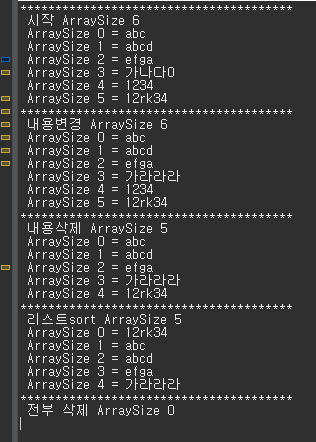 ***************************************
시작 ArraySize 6
ArraySize 0 = abc
ArraySize 1 = abcd
ArraySize 2 = efga
ArraySize 3 = 가나다0
ArraySize 4 = 1234
ArraySize 5 = 12rk34
***************************************
내용변경 ArraySize 6
ArraySize 0 = abc
ArraySize 1 = abcd
ArraySize 2 = efga
ArraySize 3 = 가라라라
ArraySize 4 = 1234
ArraySize 5 = 12rk34
***************************************
내용삭제 ArraySize 5
ArraySize 0 = abc
ArraySize 1 = abcd
ArraySize 2 = efga
ArraySize 3 = 가라라라
ArraySize 4 = 12rk34
***************************************
리스트sort ArraySize 5
ArraySize 0 = 12rk34
ArraySize 1 = abc
ArraySize 2 = abcd
ArraySize 3 = efga
ArraySize 4 = 가라라라
***************************************
전부 삭제 ArraySize 0